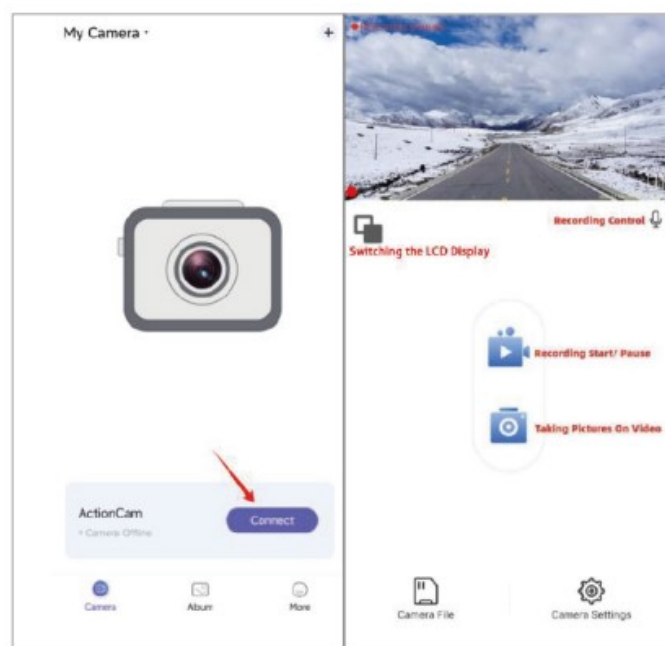 My Camera
+
Recording Control
Switching the LCD Display
Recording Start/ Pause
Taking Pictures On Video
ActionCam
Connect
• Camera Offline
Camera
Album
More
Camera File
Camera Settings